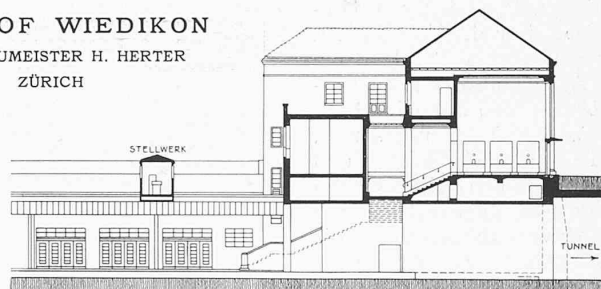 OF WIEDIKON
UMEISTER H. HERTER
ZÜRICH
STELLWERK
TUNNEL